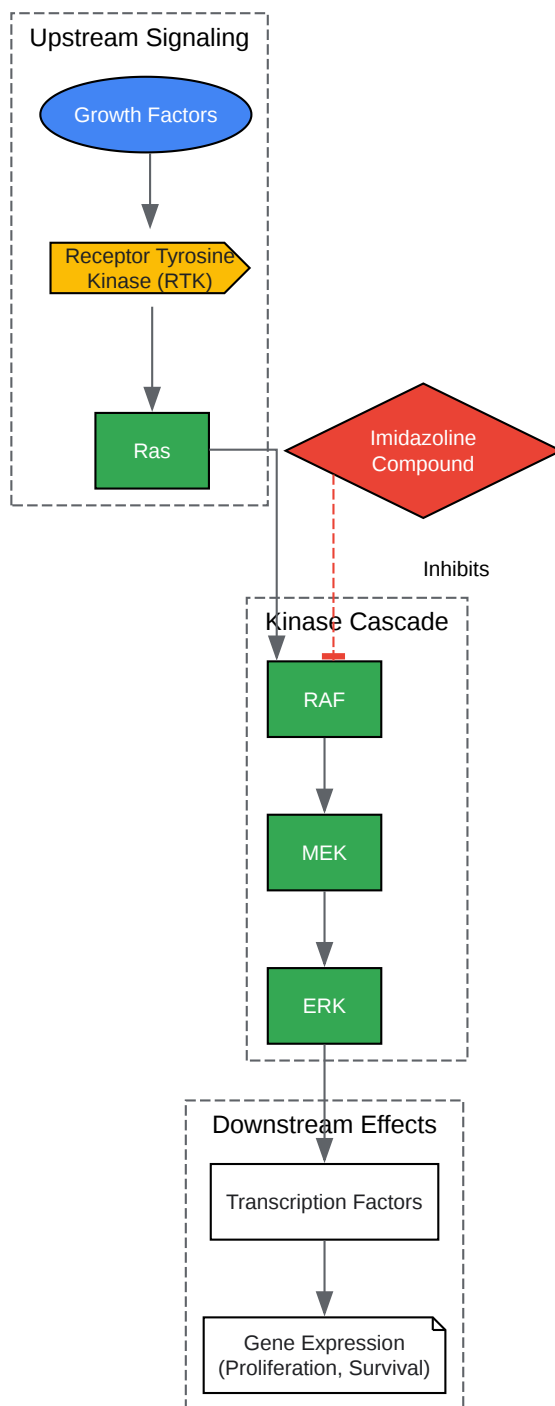 Upstream Signaling
Growth Factors
Receptor Tyrosine
Kinase (RTK)
Ras
Imidazoline
Compound
Inhibits
Kinase Cascade
RAF
MEK
ERK
Downstream Effects
Transcription Factors
Gene Expression
(Proliferation, Survival)